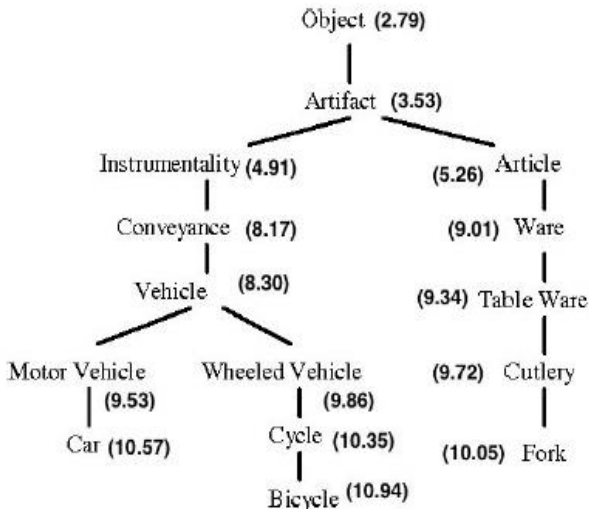 Object (2.79)
Artifact (3.53)
Instrumentality (4.91) (5.26) Article
Conveyance (8.17) (9.01) Ware
Vehicle (8.30) (9.34) Table Ware
Motor Vehicle Wheeled Vehicle (9.72) Cutlery
(9.53) (9.86)
Car (10.57) Cycle (10.35) (10.05) Fork
Bicycle (10.94)